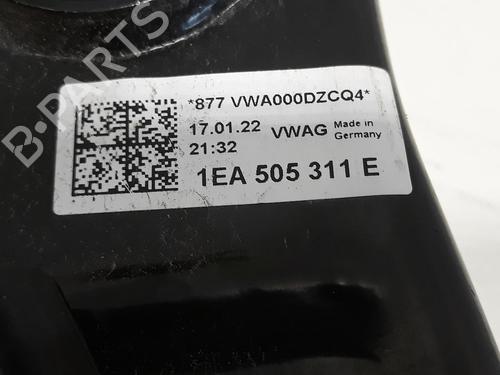 *877 VWA000DZCQ4*
17.01.22 VWAG Made in Germany
21:32
1EA 505 311 E
B-PARTS